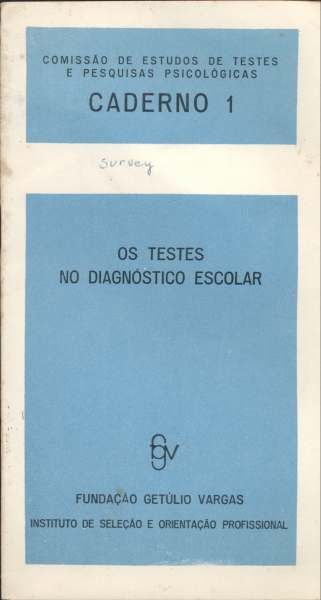 COMISSÃO DE ESTUDOS DE TESTES
E PESQUISAS PSICOLÓGICAS
CADERNO 1
Survey
OS TESTES
NO DIAGNÓSTICO ESCOLAR
fgv
FUNDAÇÃO GETÚLIO VARGAS
INSTITUTO DE SELEÇÃO E ORIENTAÇÃO PROFISSIONAL